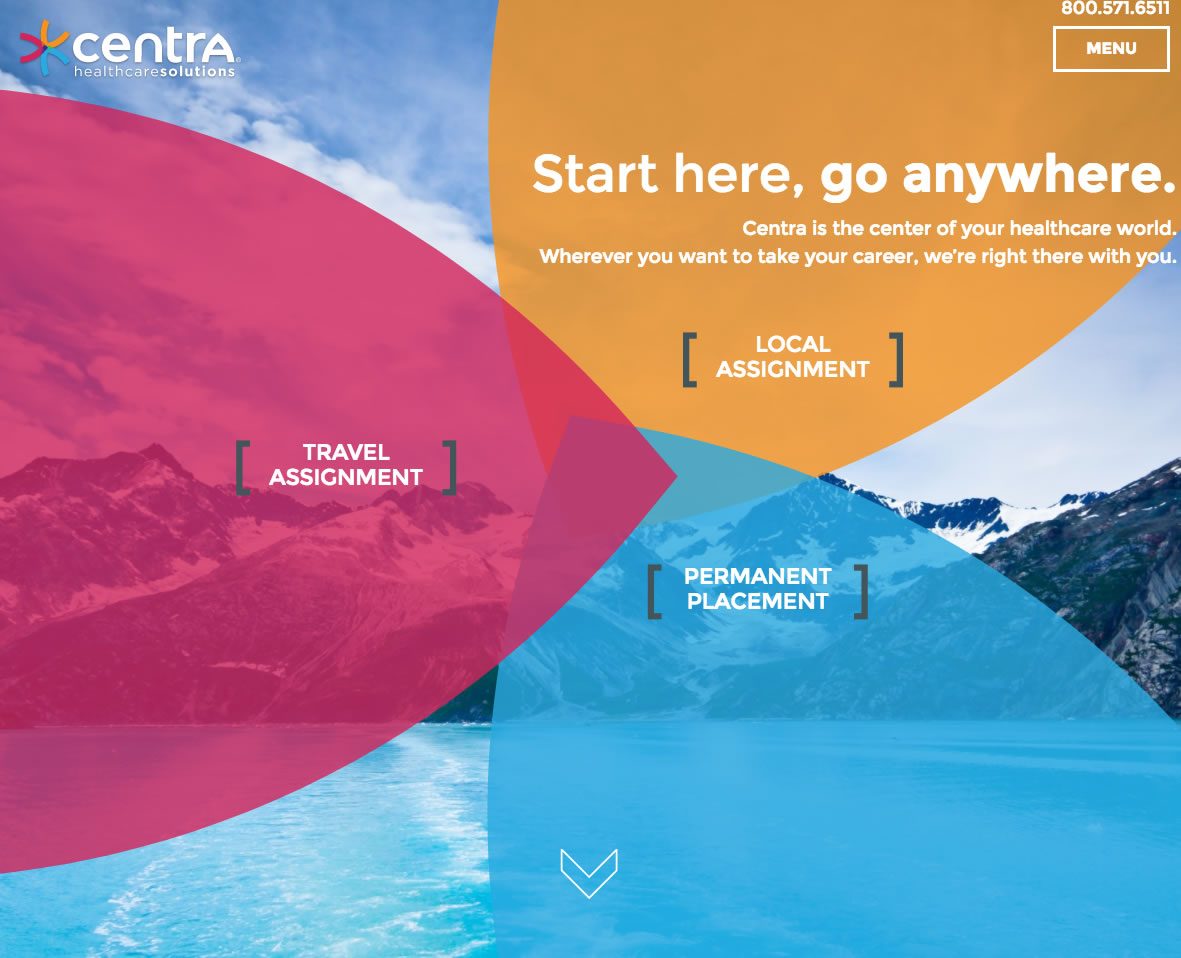 800.571.6511
centra
healthcaresolutions
MENU
Start here, go anywhere.
Centra is the center of your healthcare world.
Wherever you want to take your career, we're right there with you.
LOCAL
ASSIGNMENT
TRAVEL
ASSIGNMENT
PERMANENT
PLACEMENT